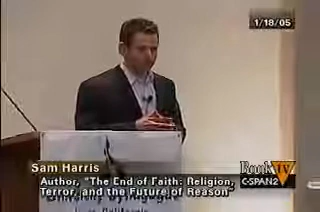 1/18/05
Sam Harris
Author, "The End of Faith: Religion,
Terror, and the Future of Reason"
Book TV
C-SPAN2